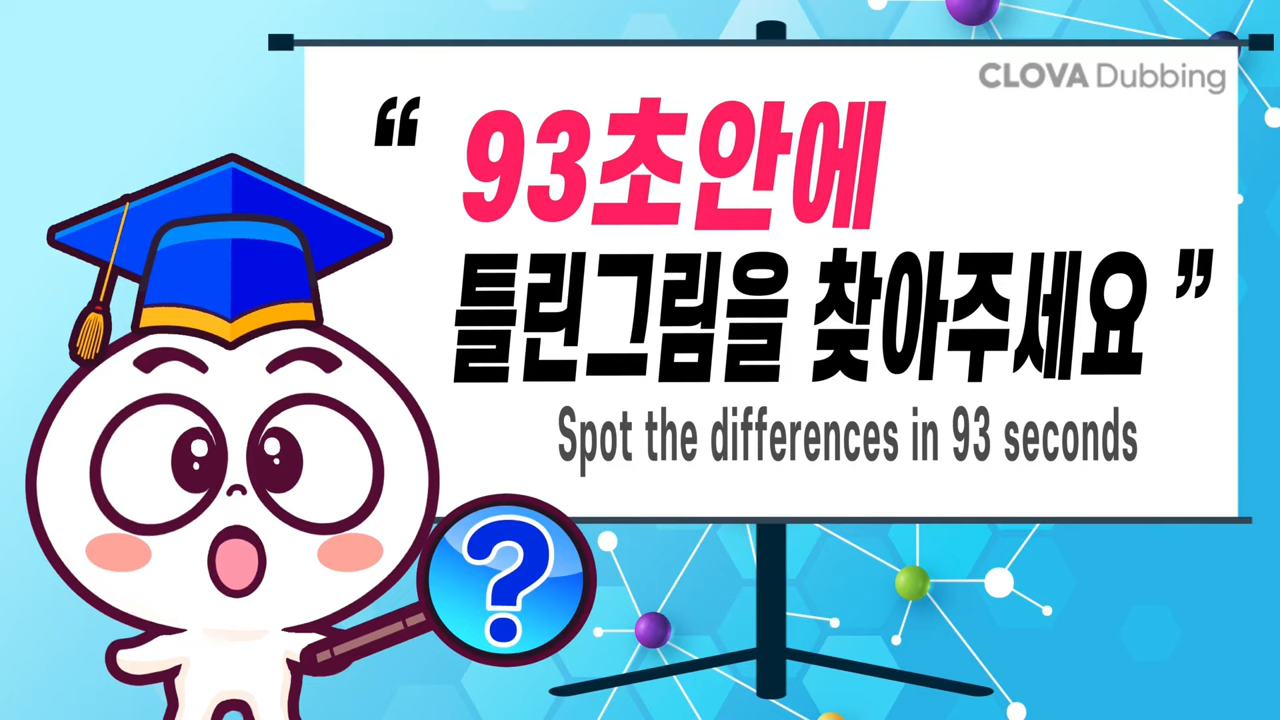 CLOVA Dubbing
“ 93초안에
틀린그림을 찾아주세요 ”
Spot the differences in 93 seconds
?